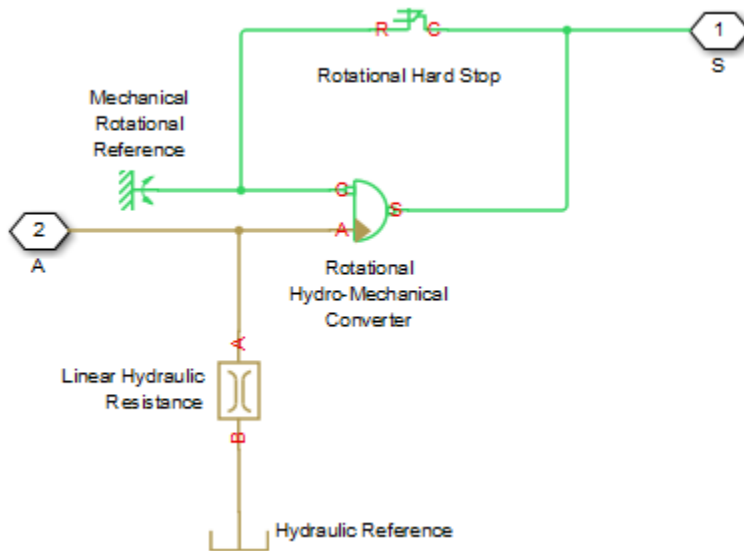 R
C
1
S
Rotational Hard Stop
Mechanical
Rotational
Reference
C
S
2
A
A
Rotational
Hydro-Mechanical
Converter
A
Linear Hydraulic
Resistance
B
Hydraulic Reference